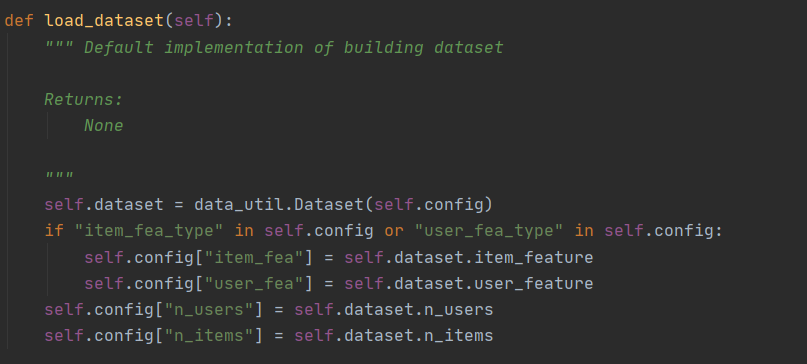 def load_dataset(self):
    """ Default implementation of building dataset

    Returns:
        None

    """
    self.dataset = data_util.Dataset(self.config)
    if "item_fea_type" in self.config or "user_fea_type" in self.config:
        self.config["item_fea"] = self.dataset.item_feature
        self.config["user_fea"] = self.dataset.user_feature
    self.config["n_users"] = self.dataset.n_users
    self.config["n_items"] = self.dataset.n_items